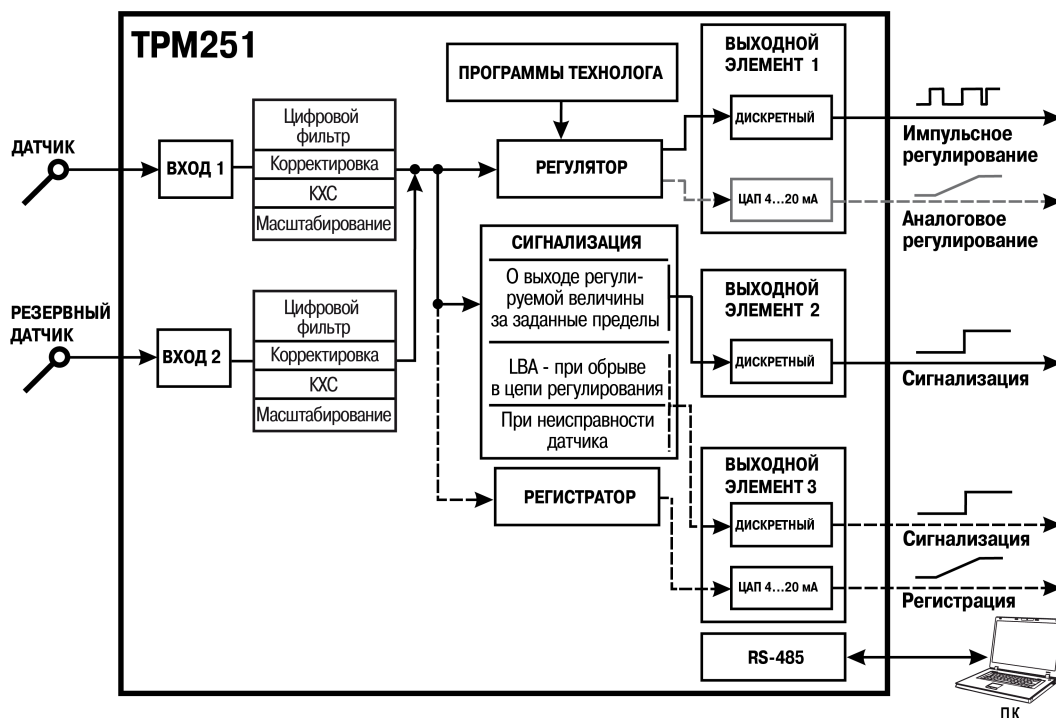 ТРМ251
ДАТЧИК
ВХОД 1
Цифровой
фильтр
Корректировка
КХС
Масштабирование
РЕЗЕРВНЫЙ
ДАТЧИК
ВХОД 2
Цифровой
фильтр
Корректировка
КХС
Масштабирование
ПРОГРАММЫ ТЕХНОЛОГА
РЕГУЛЯТОР
СИГНАЛИЗАЦИЯ
О выходе регули-
руемой величины
за заданные пределы
LBA - при обрыве
в цепи регулирования
При неисправности
датчика
РЕГИСТРАТОР
ВЫХОДНОЙ
ЭЛЕМЕНТ 1
ДИСКРЕТНЫЙ
ЦАП 4...20 мА
Импульсное
регулирование
Аналоговое
регулирование
ВЫХОДНОЙ
ЭЛЕМЕНТ 2
ДИСКРЕТНЫЙ
Сигнализация
ВЫХОДНОЙ
ЭЛЕМЕНТ 3
ДИСКРЕТНЫЙ
ЦАП 4...20 мА
Сигнализация
Регистрация
RS-485
ПК